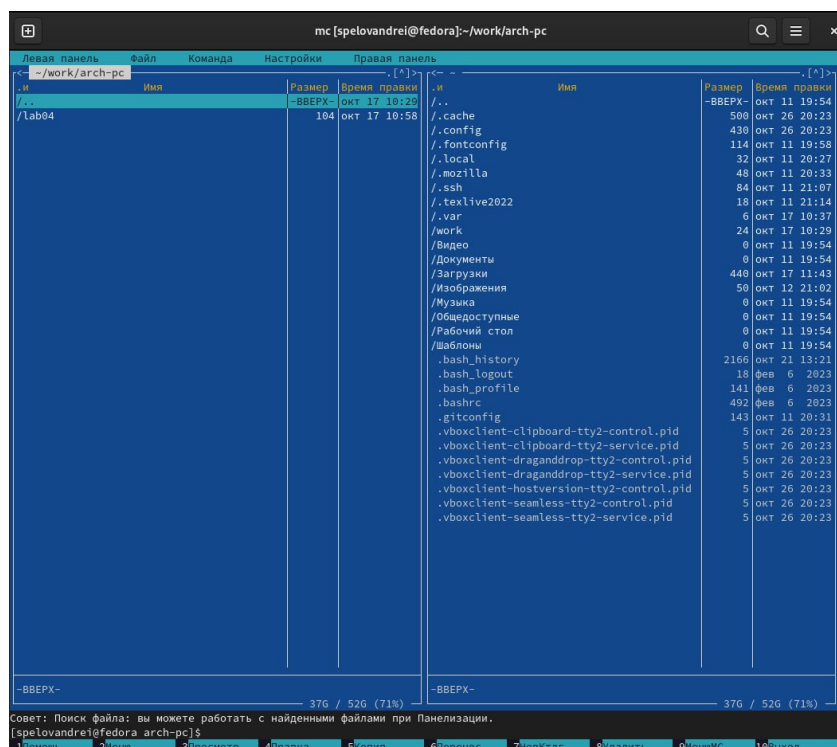 mc [spelovandrei@fedora]:~/work/arch-pc
Левая панель Файл Команда Настройки Правая панель
<- ~/work/arch-pc .[^]> <- ~ .[^]>
.и Имя Размер Время правки .и Имя Размер Время правки
/.. -ВВЕРХ- окт 17 10:29 /.. -ВВЕРХ- окт 11 19:54
/lab04 104 окт 17 10:58 /.cache 500 окт 26 20:23
/.config 430 окт 26 20:23
/.fontconfig 114 окт 11 19:58
/.local 32 окт 11 20:27
/.mozilla 48 окт 11 20:33
/.ssh 84 окт 11 21:07
/.texlive2022 18 окт 11 21:14
/.var 6 окт 17 10:37
/work 24 окт 17 10:29
/Видео 0 окт 11 19:54
/Документы 0 окт 11 19:54
/Загрузки 440 окт 17 11:43
/Изображения 50 окт 12 21:02
/Музыка 0 окт 11 19:54
/Общедоступные 0 окт 11 19:54
/Рабочий стол 0 окт 11 19:54
/Шаблоны 0 окт 11 19:54
.bash_history 2166 окт 21 13:21
.bash_logout 18 фев 6 2023
.bash_profile 141 фев 6 2023
.bashrc 492 фев 6 2023
.gitconfig 143 окт 11 20:31
.vboxclient-clipboard-tty2-control.pid 5 окт 26 20:23
.vboxclient-clipboard-tty2-service.pid 5 окт 26 20:23
.vboxclient-draganddrop-tty2-control.pid 5 окт 26 20:23
.vboxclient-draganddrop-tty2-service.pid 5 окт 26 20:23
.vboxclient-hostversion-tty2-control.pid 5 окт 26 20:23
.vboxclient-seamless-tty2-control.pid 5 окт 26 20:23
.vboxclient-seamless-tty2-service.pid 5 окт 26 20:23
-ВВЕРХ- -ВВЕРХ-
37G / 52G (71%) 37G / 52G (71%)
Совет: Поиск файла: вы можете работать с найденными файлами при Панелизации.
[spelovandrei@fedora arch-pc]$
1Помощь 2Меню 3Просмотр 4Правка 5Копия 6Перенос 7НвКтлг 8Удалить 9МенюМС 10Выход